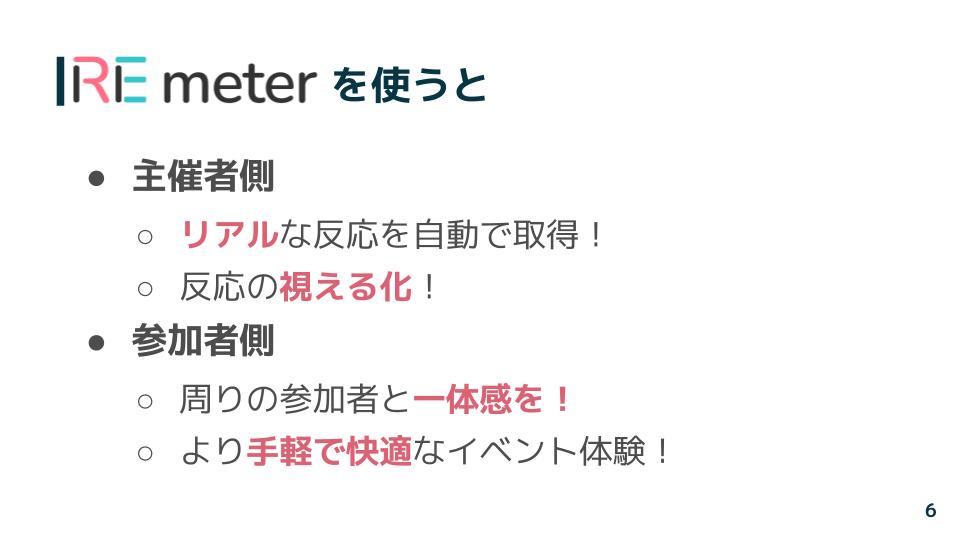 RE meter を使うと
● 主催者側
○ リアルな反応を自動で取得！
○ 反応の視える化！
● 参加者側
○ 周りの参加者と一体感を！
○ より手軽で快適なイベント体験！
6